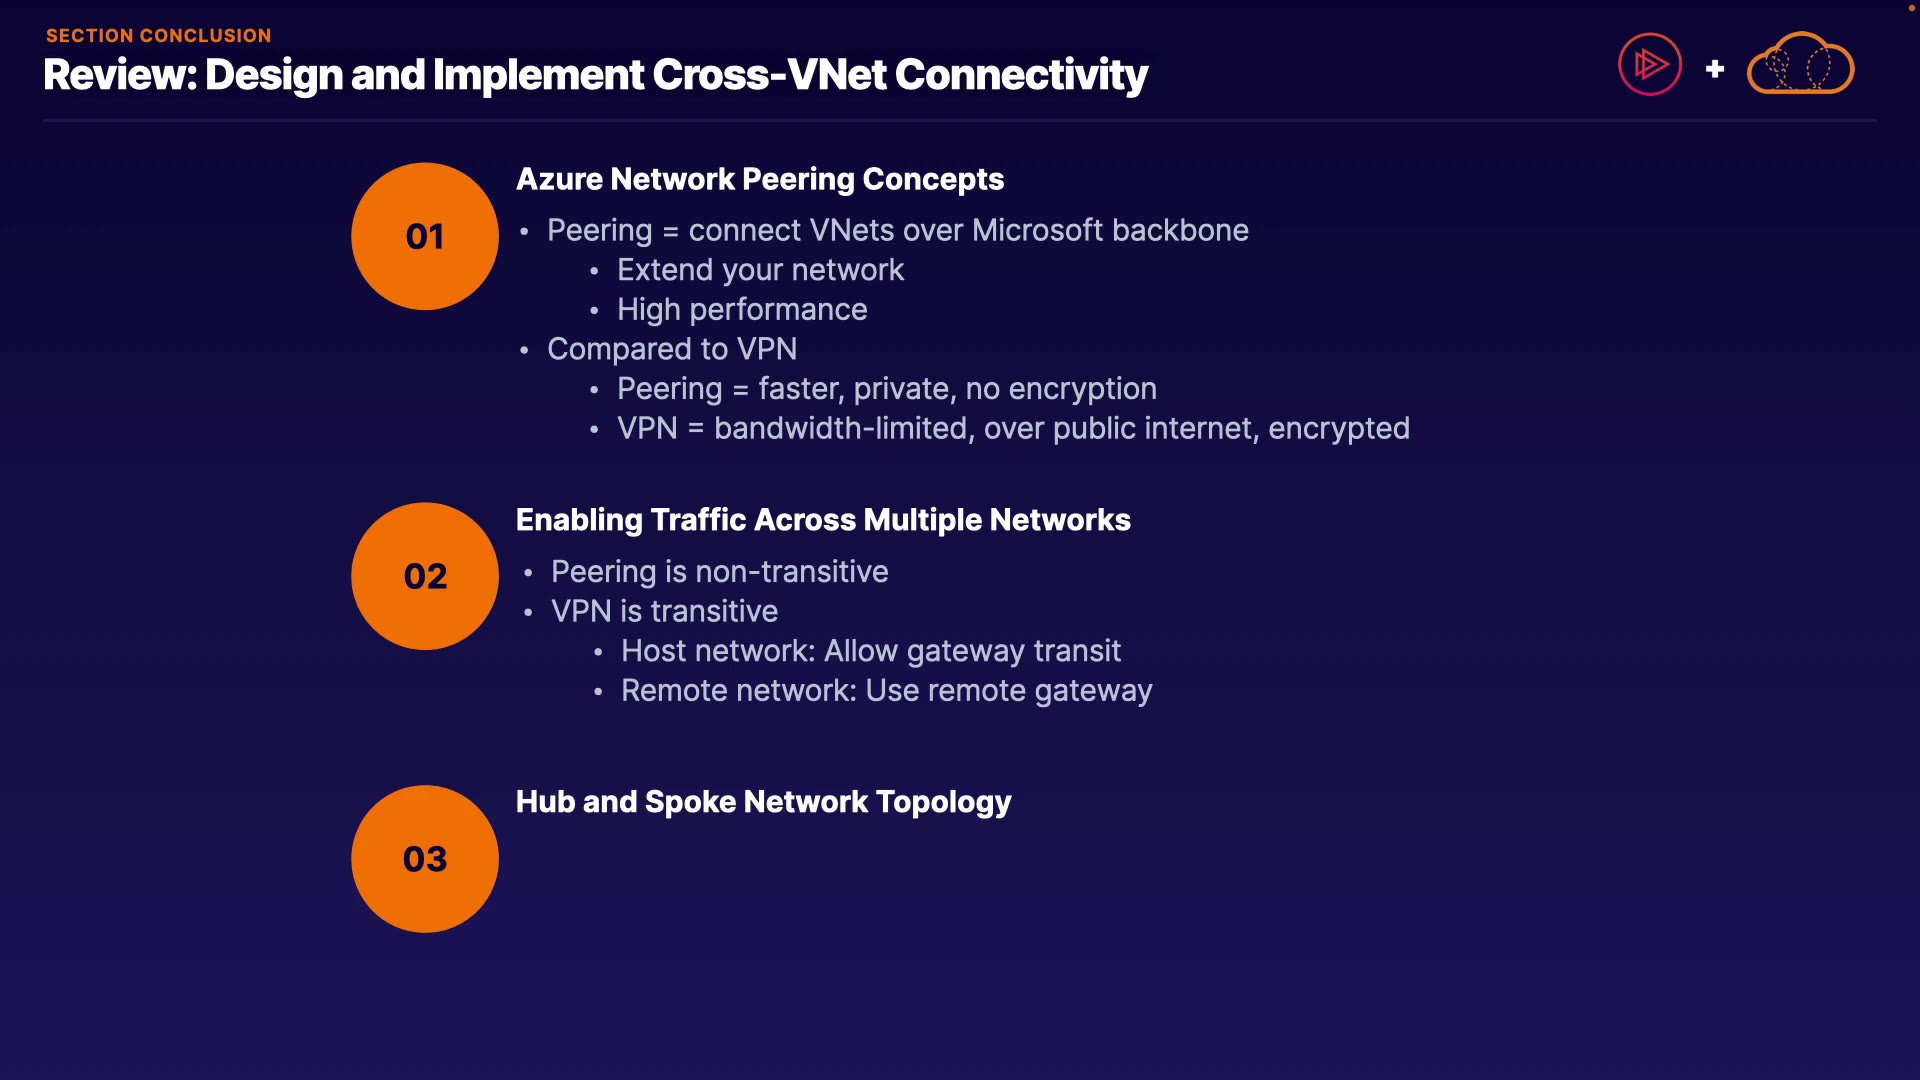 SECTION CONCLUSION
Review: Design and Implement Cross-VNet Connectivity
+
01
Azure Network Peering Concepts
• Peering = connect VNets over Microsoft backbone
• Extend your network
• High performance
• Compared to VPN
• Peering = faster, private, no encryption
• VPN = bandwidth-limited, over public internet, encrypted
02
Enabling Traffic Across Multiple Networks
• Peering is non-transitive
• VPN is transitive
• Host network: Allow gateway transit
• Remote network: Use remote gateway
03
Hub and Spoke Network Topology